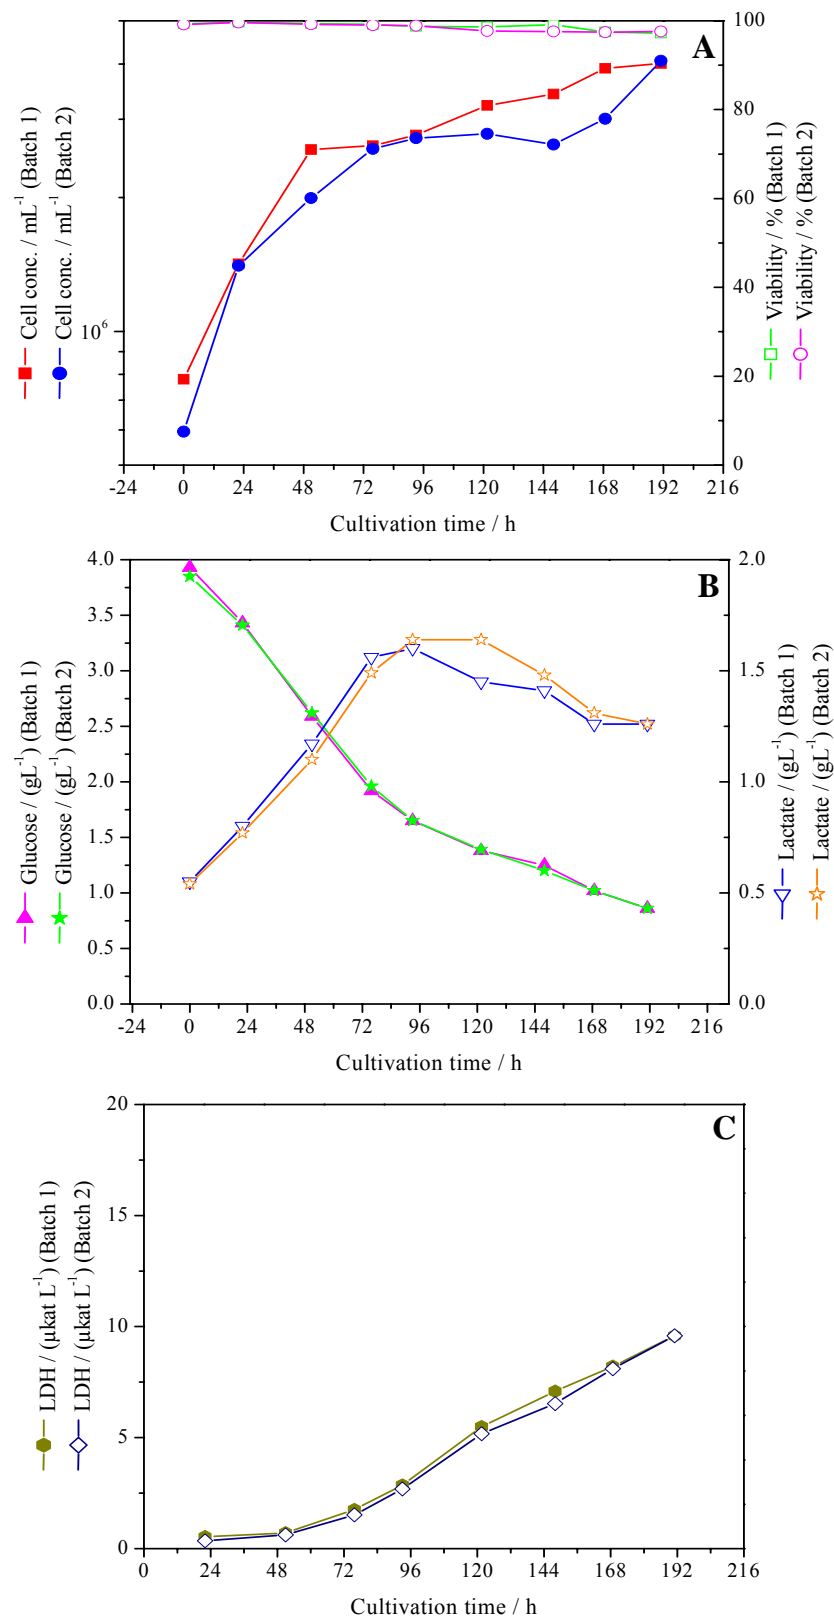 A
Cell conc. / mL⁻¹ (Batch 1)
Cell conc. / mL⁻¹ (Batch 2)
10⁶
100
80
60
40
20
0
Viability / % (Batch 1)
Viability / % (Batch 2)
-24 0 24 48 72 96 120 144 168 192 216
Cultivation time / h
B
Glucose / (gL⁻¹) (Batch 1)
Glucose / (gL⁻¹) (Batch 2)
4.0
3.5
3.0
2.5
2.0
1.5
1.0
0.5
0.0
2.0
1.5
1.0
0.5
0.0
Lactate / (gL⁻¹) (Batch 1)
Lactate / (gL⁻¹) (Batch 2)
-24 0 24 48 72 96 120 144 168 192 216
Cultivation time / h
C
LDH / (µkat L⁻¹) (Batch 1)
LDH / (µkat L⁻¹) (Batch 2)
20
15
10
5
0
0 24 48 72 96 120 144 168 192 216
Cultivation time / h